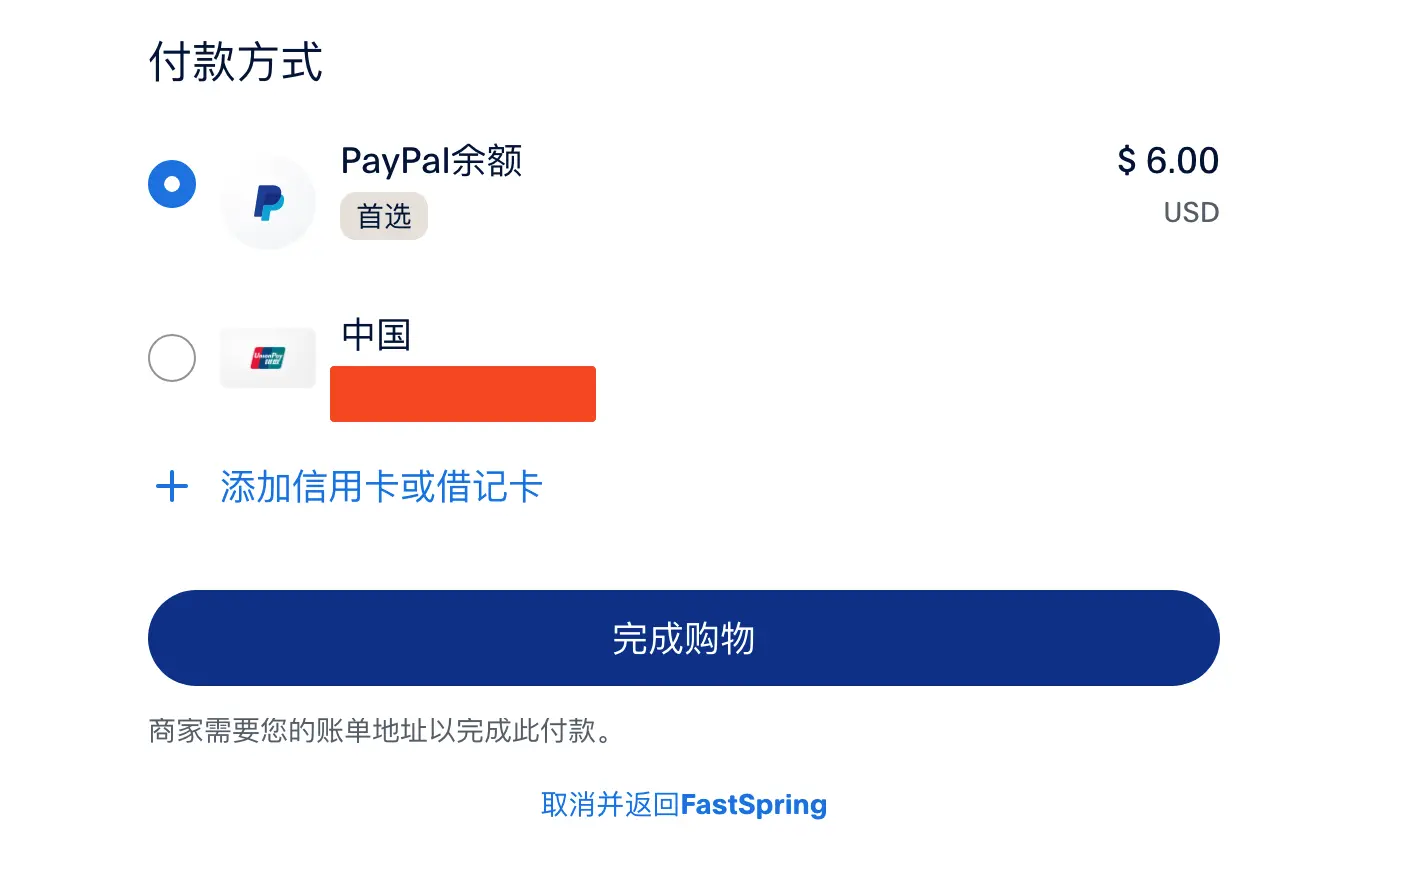 付款方式
PayPal余额
$ 6.00
首选
USD
中国
UnionPay
银联
添加信用卡或借记卡
完成购物
商家需要您的账单地址以完成此付款。
取消并返回FastSpring